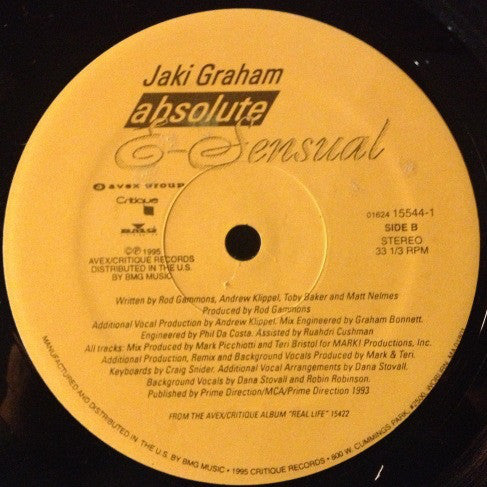 Jaki Graham
absolute
E-Sensual
avex group
Critique
BMG
℗© 1995
AVEX/CRITIQUE RECORDS
DISTRIBUTED IN THE U.S.
BY BMG MUSIC
01624 15544-1
SIDE B
STEREO
33 1/3 RPM
Written by Rod Gammons, Andrew Klippel, Toby Baker and Matt Nelmes
Produced by Rod Gammons
Additional Vocal Production by Andrew Klippel. Mix Engineered by Graham Bonnett.
Engineered by Phil Da Costa. Assisted by Ruahdri Cushman
All tracks: Mix Produced by Mark Picchiotti and Teri Bristol for MARK! Productions, Inc.
Additional Production, Remix and Background Vocals Produced by Mark & Teri.
Keyboards by Craig Snider. Additional Vocal Arrangements by Dana Stovall.
Background Vocals by Dana Stovall and Robin Robinson.
Published by Prime Direction/MCA/Prime Direction 1993
FROM THE AVEX/CRITIQUE ALBUM "REAL LIFE" 15422
MANUFACTURED AND DISTRIBUTED IN THE U.S. BY BMG MUSIC • 1995 CRITIQUE RECORDS • 800 W. CUMMINGS PARK, #2500, WOBURN,